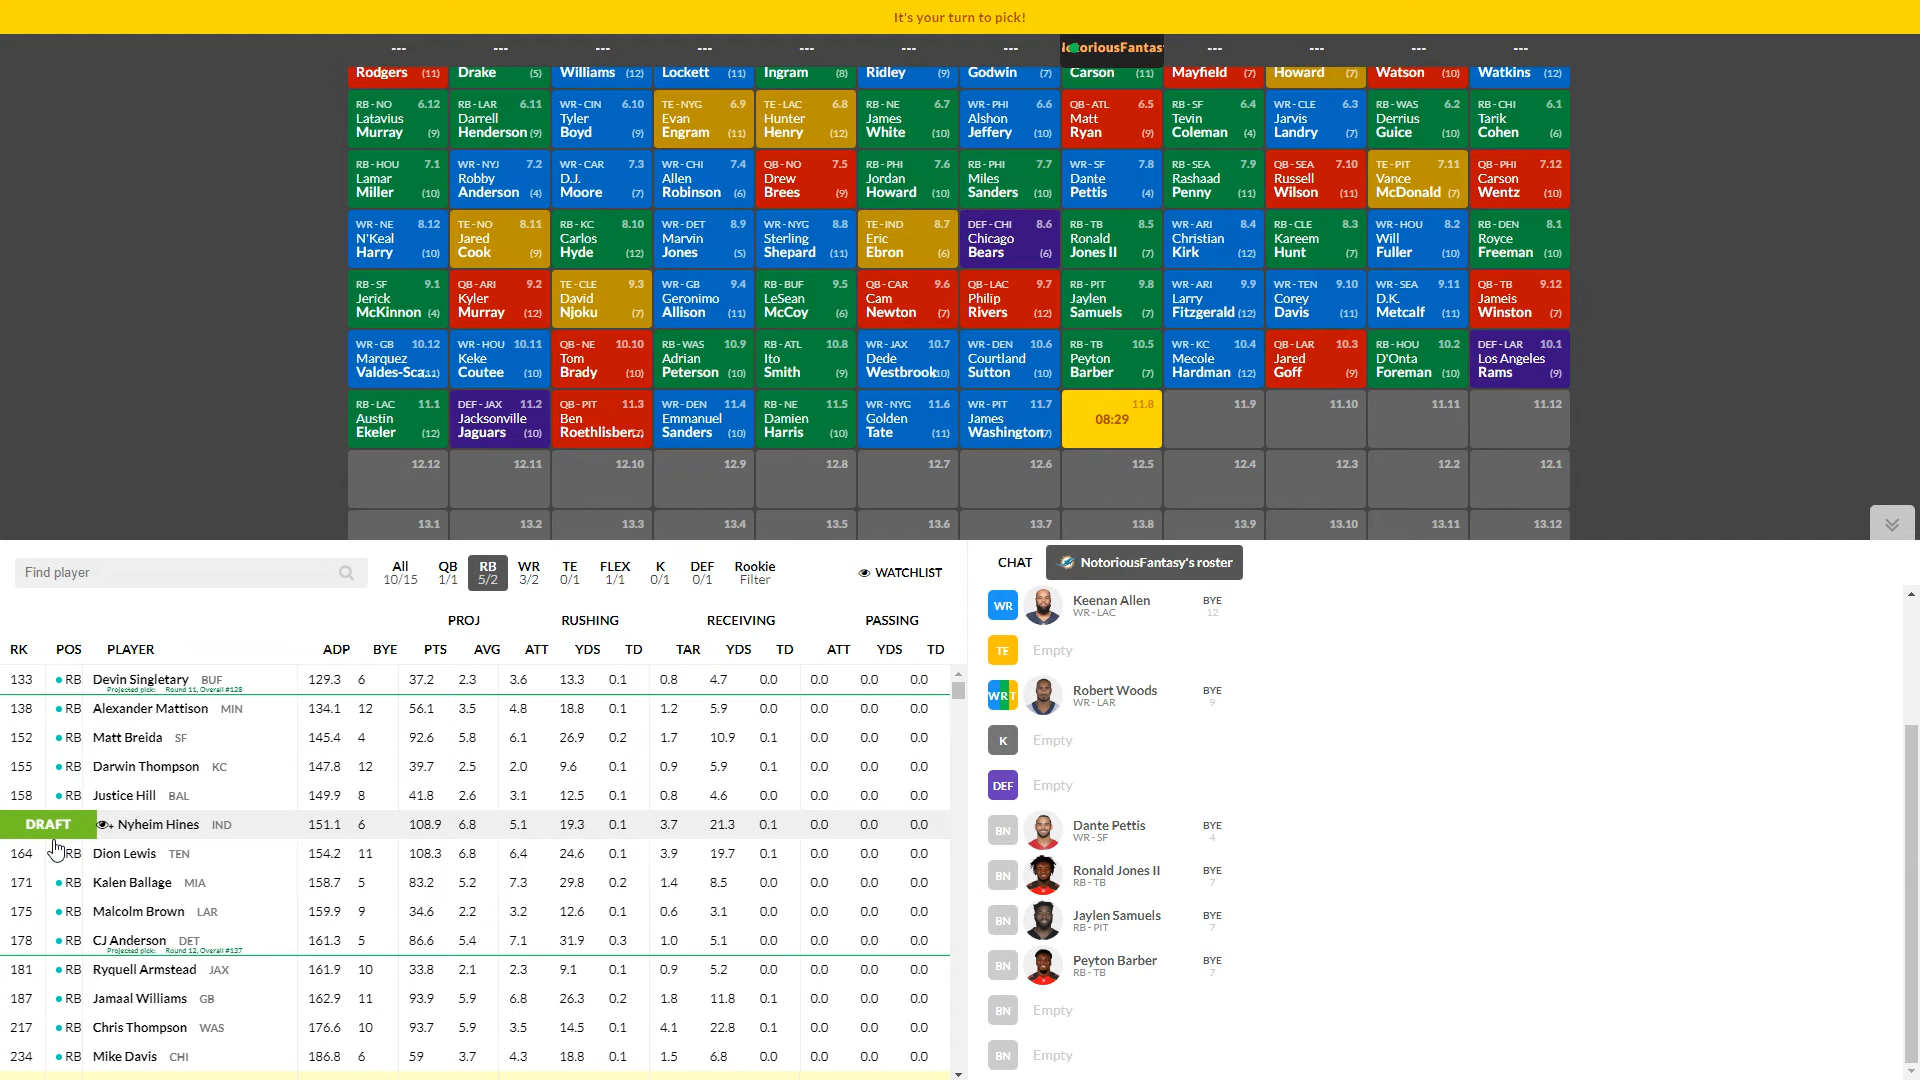 It's your turn to pick!
--- --- --- --- --- --- --- NotoriousFantasy --- --- --- ---
Rodgers (11) Drake (5) Williams (12) Lockett (11) Ingram (8) Ridley (9) Godwin (7) Carson (11) Mayfield (7) Howard (7) Watson (10) Watkins (12)
RB - NO 6.12 RB - LAR 6.11 WR - CIN 6.10 TE - NYG 6.9 TE - LAC 6.8 RB - NE 6.7 WR - PHI 6.6 QB - ATL 6.5 RB - SF 6.4 WR - CLE 6.3 RB - WAS 6.2 RB - CHI 6.1
Latavius Darrell Tyler Evan Hunter James Alshon Matt Tevin Jarvis Derrius Tarik
Murray (9) Henderson (9) Boyd (9) Engram (11) Henry (12) White (10) Jeffery (10) Ryan (9) Coleman (4) Landry (7) Guice (10) Cohen (6)
RB - HOU 7.1 WR - NYJ 7.2 WR - CAR 7.3 WR - CHI 7.4 QB - NO 7.5 RB - PHI 7.6 RB - PHI 7.7 WR - SF 7.8 RB - SEA 7.9 QB - SEA 7.10 TE - PIT 7.11 QB - PHI 7.12
Lamar Robby D.J. Allen Drew Jordan Miles Dante Rashaad Russell Vance Carson
Miller (10) Anderson (4) Moore (7) Robinson (6) Brees (9) Howard (10) Sanders (10) Pettis (4) Penny (11) Wilson (11) McDonald (7) Wentz (10)
WR - NE 8.12 TE - NO 8.11 RB - KC 8.10 WR - DET 8.9 WR - NYG 8.8 TE - IND 8.7 DEF - CHI 8.6 RB - TB 8.5 WR - ARI 8.4 RB - CLE 8.3 WR - HOU 8.2 RB - DEN 8.1
N'Keal Jared Carlos Marvin Sterling Eric Chicago Ronald Christian Kareem Will Royce
Harry (10) Cook (9) Hyde (12) Jones (5) Shepard (11) Ebron (6) Bears (6) Jones II (7) Kirk (12) Hunt (7) Fuller (10) Freeman (10)
RB - SF 9.1 QB - ARI 9.2 TE - CLE 9.3 WR - GB 9.4 RB - BUF 9.5 QB - CAR 9.6 QB - LAC 9.7 RB - PIT 9.8 WR - ARI 9.9 WR - TEN 9.10 WR - SEA 9.11 QB - TB 9.12
Jerick Kyler David Geronimo LeSean Cam Philip Jaylen Larry Corey D.K. Jameis
McKinnon (4) Murray (12) Njoku (7) Allison (11) McCoy (6) Newton (7) Rivers (12) Samuels (7) Fitzgerald (12) Davis (11) Metcalf (11) Winston (7)
WR - GB 10.12 WR - HOU 10.11 QB - NE 10.10 RB - WAS 10.9 RB - ATL 10.8 WR - JAX 10.7 WR - DEN 10.6 RB - TB 10.5 WR - KC 10.4 QB - LAR 10.3 RB - HOU 10.2 DEF - LAR 10.1
Marquez Keke Tom Adrian Ito Dede Courtland Peyton Mecole Jared D'Onta Los Angeles
Valdes-Sca... (11) Coutee (10) Brady (10) Peterson (10) Smith (9) Westbrook (10) Sutton (10) Barber (7) Hardman (12) Goff (9) Foreman (10) Rams (9)
RB - LAC 11.1 DEF - JAX 11.2 QB - PIT 11.3 WR - DEN 11.4 RB - NE 11.5 WR - NYG 11.6 WR - PIT 11.7 11.8 11.9 11.10 11.11 11.12
Austin Jacksonville Ben Emmanuel Damien Golden James 08:29
Ekeler (12) Jaguars (10) Roethlisber... (7) Sanders (10) Harris (10) Tate (11) Washington (7)
12.12 12.11 12.10 12.9 12.8 12.7 12.6 12.5 12.4 12.3 12.2 12.1
13.1 13.2 13.3 13.4 13.5 13.6 13.7 13.8 13.9 13.10 13.11 13.12
Find player
All QB RB WR TE FLEX K DEF Rookie
10/15 1/1 5/2 3/2 0/1 1/1 0/1 0/1 Filter
WATCHLIST
PROJ RUSHING RECEIVING PASSING
RK POS PLAYER ADP BYE PTS AVG ATT YDS TD TAR YDS TD ATT YDS TD
133 RB Devin Singletary BUF 129.3 6 37.2 2.3 3.6 13.3 0.1 0.8 4.7 0.0 0.0 0.0 0.0
Projected pick: Round 11, Overall #128
138 RB Alexander Mattison MIN 134.1 12 56.1 3.5 4.8 18.8 0.1 1.2 5.9 0.0 0.0 0.0 0.0
152 RB Matt Breida SF 145.4 4 92.6 5.8 6.1 26.9 0.2 1.7 10.9 0.1 0.0 0.0 0.0
155 RB Darwin Thompson KC 147.8 12 39.7 2.5 2.0 9.6 0.1 0.9 5.9 0.1 0.0 0.0 0.0
158 RB Justice Hill BAL 149.9 8 41.8 2.6 3.1 12.5 0.1 0.8 4.6 0.0 0.0 0.0 0.0
DRAFT Nyheim Hines IND 151.1 6 108.9 6.8 5.1 19.3 0.1 3.7 21.3 0.1 0.0 0.0 0.0
164 RB Dion Lewis TEN 154.2 11 108.3 6.8 6.4 24.6 0.1 3.9 19.7 0.1 0.0 0.0 0.0
171 RB Kalen Ballage MIA 158.7 5 83.2 5.2 7.3 29.8 0.2 1.4 8.5 0.0 0.0 0.0 0.0
175 RB Malcolm Brown LAR 159.9 9 34.6 2.2 3.2 12.6 0.1 0.6 3.1 0.0 0.0 0.0 0.0
178 RB CJ Anderson DET 161.3 5 86.6 5.4 7.1 31.9 0.3 1.0 5.1 0.0 0.0 0.0 0.0
Projected pick: Round 12, Overall #137
181 RB Ryquell Armstead JAX 161.9 10 33.8 2.1 2.3 9.1 0.1 0.9 5.2 0.0 0.0 0.0 0.0
187 RB Jamaal Williams GB 162.9 11 93.9 5.9 6.8 26.3 0.2 1.8 11.8 0.1 0.0 0.0 0.0
217 RB Chris Thompson WAS 176.6 10 93.7 5.9 3.5 14.5 0.1 4.1 22.8 0.1 0.0 0.0 0.0
234 RB Mike Davis CHI 186.8 6 59 3.7 4.3 18.8 0.1 1.5 6.8 0.0 0.0 0.0 0.0
CHAT NotoriousFantasy's roster
WR Keenan Allen BYE
WR - LAC 12
TE Empty
WRT Robert Woods BYE
WR - LAR 9
K Empty
DEF Empty
BN Dante Pettis BYE
WR - SF 4
BN Ronald Jones II BYE
RB - TB 7
BN Jaylen Samuels BYE
RB - PIT 7
BN Peyton Barber BYE
RB - TB 7
BN Empty
BN Empty